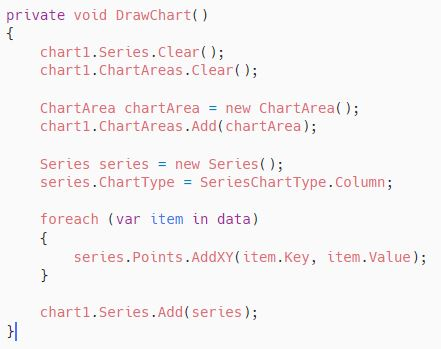 private void DrawChart()
{
    chart1.Series.Clear();
    chart1.ChartAreas.Clear();

    ChartArea chartArea = new ChartArea();
    chart1.ChartAreas.Add(chartArea);

    Series series = new Series();
    series.ChartType = SeriesChartType.Column;

    foreach (var item in data)
    {
        series.Points.AddXY(item.Key, item.Value);
    }

    chart1.Series.Add(series);
}